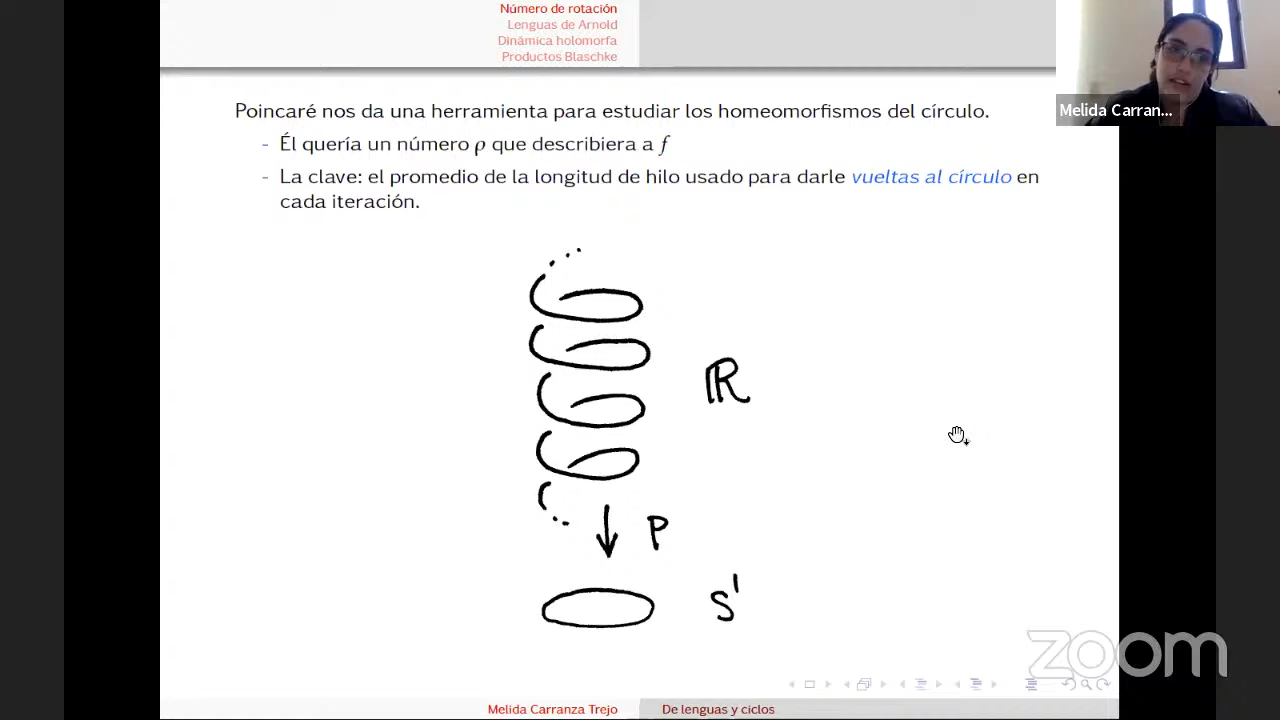 Número de rotación
Lenguas de Arnold
Dinámica holomorfa
Productos Blaschke
Melida Carran...
Poincaré nos da una herramienta para estudiar los homeomorfismos del círculo.
- Él quería un número ρ que describiera a f
- La clave: el promedio de la longitud de hilo usado para darle vueltas al círculo en
cada iteración.
ℝ
P
S¹
zoom
Melida Carranza Trejo
De lenguas y ciclos